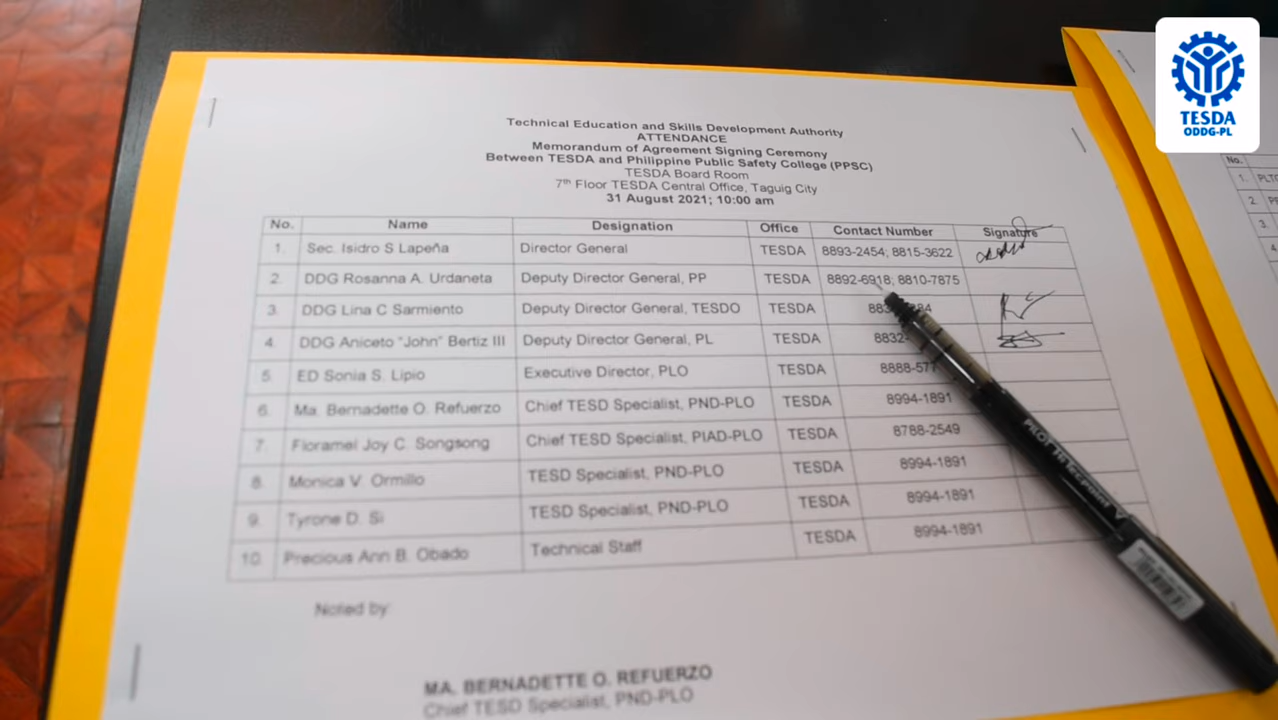 TESDA
ODDG-PL
Technical Education and Skills Development Authority
ATTENDANCE
Memorandum of Agreement Signing Ceremony
Between TESDA and Philippine Public Safety College (PPSC)
TESDA Board Room
7th Floor TESDA Central Office, Taguig City
31 August 2021; 10:00 am
No. Name Designation Office Contact Number Signature
1. Sec. Isidro S Lapeña Director General TESDA 8893-2454; 8815-3622
2. DDG Rosanna A. Urdaneta Deputy Director General, PP TESDA 8892-6918; 8810-7875
3. DDG Lina C Sarmiento Deputy Director General, TESDO TESDA
4. DDG Aniceto "John" Bertiz III Deputy Director General, PL TESDA
5. ED Sonia S. Lipio Executive Director, PLO TESDA
6. Ma. Bernadette O. Refuerzo Chief TESD Specialist, PND-PLO TESDA 8994-1891
7. Floramel Joy C. Songsong Chief TESD Specialist, PIAD-PLO TESDA 8788-2549
8. Monica V. Ormillo TESD Specialist, PND-PLO TESDA 8994-1891
9. Tyrone D. Si TESD Specialist, PND-PLO TESDA 8994-1891
10. Precious Ann B. Obado Technical Staff TESDA 8994-1891
Noted by:
MA. BERNADETTE O. REFUERZO
Chief TESD Specialist, PND-PLO
PILOT
No.
1.
2.
3.